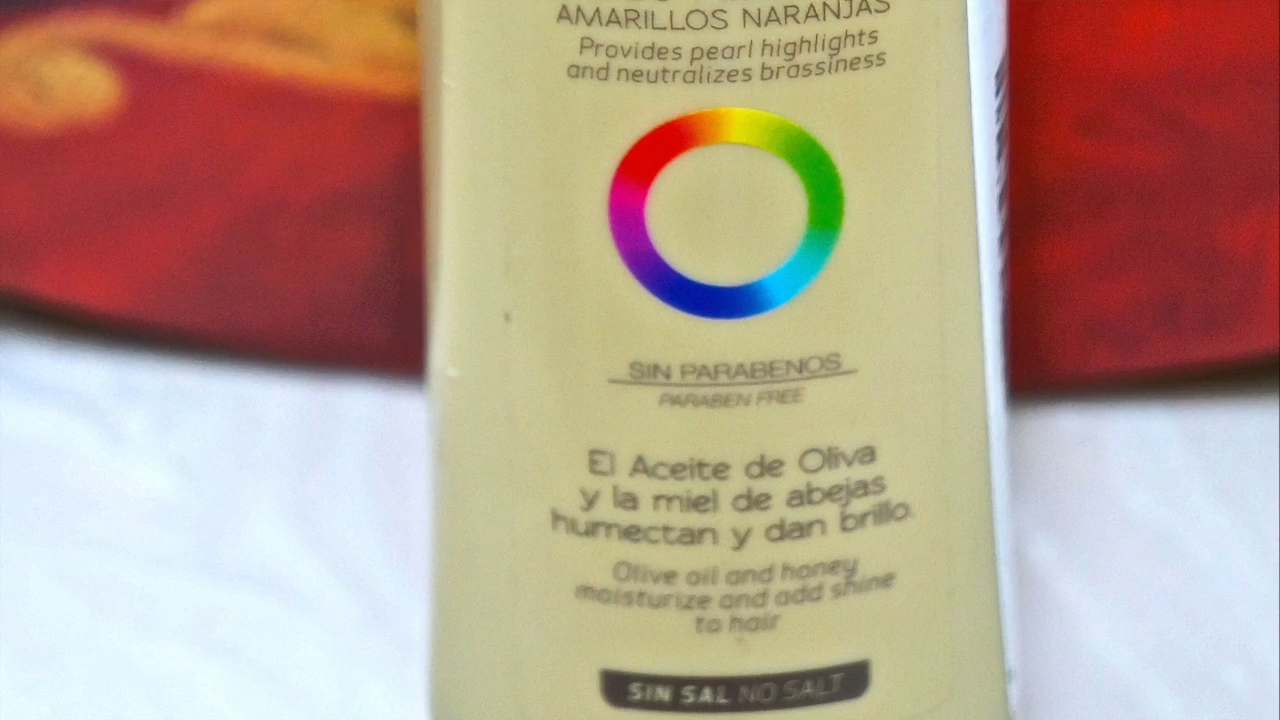 AMARILLOS NARANJAS
Provides pearl highlights
and neutralizes brassiness
SIN PARABENOS
PARABEN FREE
El Aceite de Oliva
y la miel de abejas
humectan y dan brillo.
Olive oil and honey
moisturize and add shine
to hair
SIN SAL NO SALT